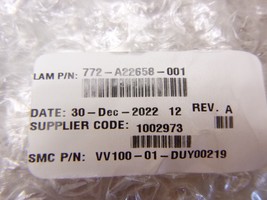 LAM P/N: 772-A22658-001
DATE: 30-Dec-2022 12 REV. A
SUPPLIER CODE: 1002973
SMC P/N: VV100-01-DUY00219